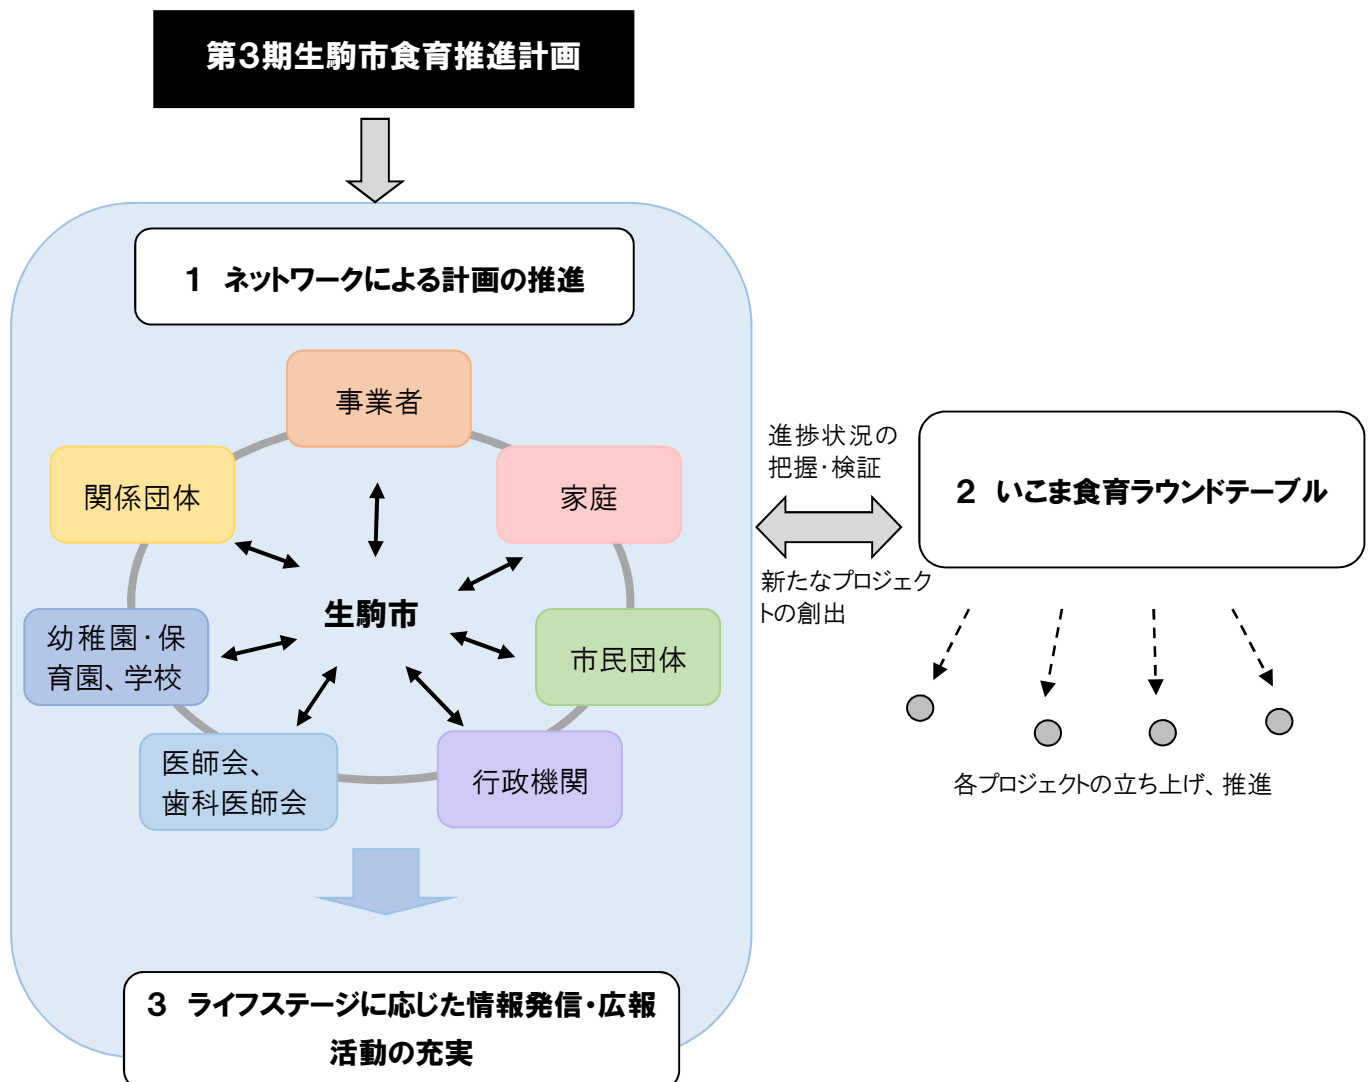 第3期生駒市食育推進計画
1　ネットワークによる計画の推進
事業者
関係団体
家庭
生駒市
幼稚園・保
育園、学校
市民団体
医師会、
歯科医師会
行政機関
3　ライフステージに応じた情報発信・広報
活動の充実
進捗状況の
把握・検証
新たなプロジェク
トの創出
2　いこま食育ラウンドテーブル
各プロジェクトの立ち上げ、推進